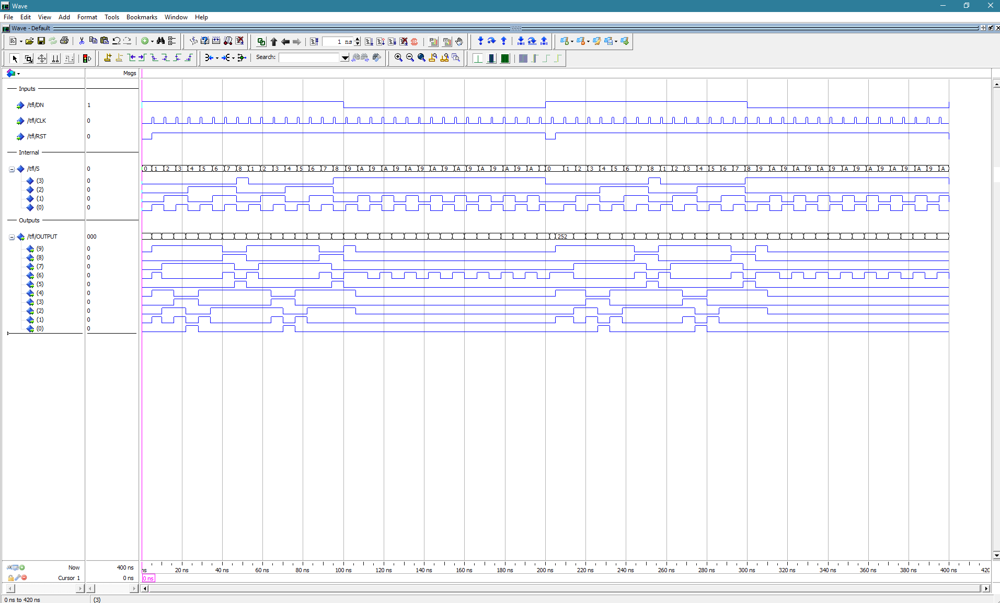 Wave
File Edit View Add Format Tools Bookmarks Window Help
Wave - Default
1 ns
Search:
Msgs
Inputs
/tfl/DN 1
/tfl/CLK 0
/tfl/RST 0
Internal
/tfl/S 0 0 1 2 3 4 5 6 7 8 1 2 3 4 5 6 7 8 9 A 9 A 9 A 9 A 9 A 9 A 9 A 9 A 0 1 2 3 4 5 6 7 8 1 2 3 4 5 6 7 8 9 A 9 A 9 A 9 A 9 A 9 A 9 A 9 A
(3) 0
(2) 0
(1) 0
(0) 0
Outputs
/tfl/OUTPUT 000 252
(9) 0
(8) 0
(7) 0
(6) 0
(5) 0
(4) 0
(3) 0
(2) 0
(1) 0
(0) 0
Now 400 ns ns 20 ns 40 ns 60 ns 80 ns 100 ns 120 ns 140 ns 160 ns 180 ns 200 ns 220 ns 240 ns 260 ns 280 ns 300 ns 320 ns 340 ns 360 ns 380 ns 400 ns 420
Cursor 1 0 ns 0 ns
0 ns to 420 ns (3)